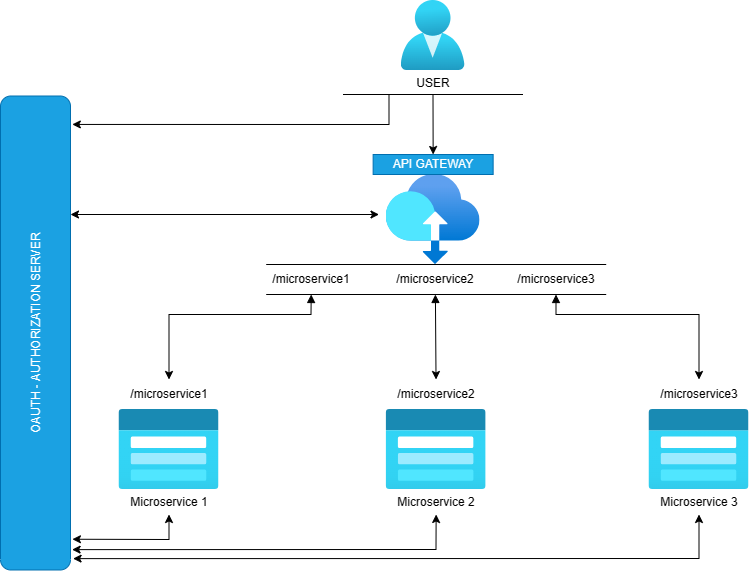 USER
API GATEWAY
OAUTH - AUTHORIZATION SERVER
/microservice1
/microservice2
/microservice3
/microservice1
/microservice2
/microservice3
Microservice 1
Microservice 2
Microservice 3